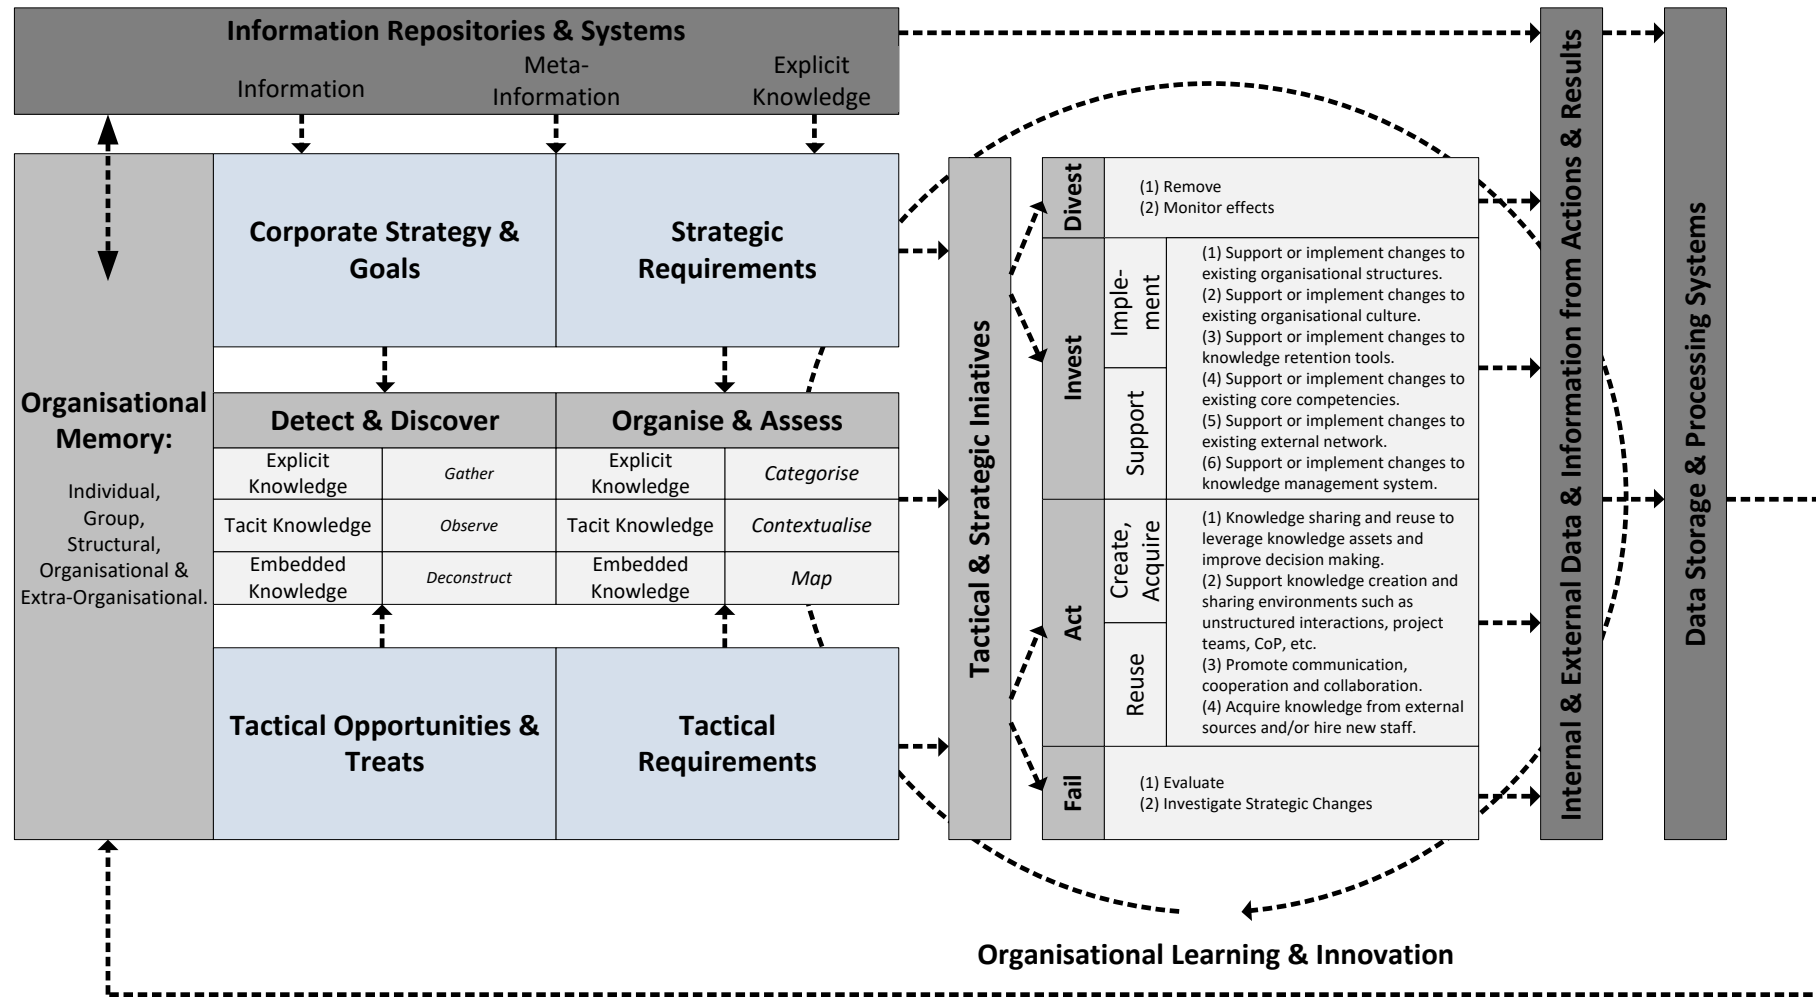 Information Repositories & Systems
Information
Meta-
Information
Explicit
Knowledge
Organisational
Memory:
Individual,
Group,
Structural,
Organisational &
Extra-Organisational.
Corporate Strategy &
Goals
Strategic
Requirements
Detect & Discover
Organise & Assess
Explicit
Knowledge
Gather
Explicit
Knowledge
Categorise
Tacit Knowledge
Observe
Tacit Knowledge
Contextualise
Embedded
Knowledge
Deconstruct
Embedded
Knowledge
Map
Tactical Opportunities &
Treats
Tactical
Requirements
Tactical & Strategic Iniatives
Divest
(1) Remove
(2) Monitor effects
Invest
Imple-
ment
Support
(1) Support or implement changes to
existing organisational structures.
(2) Support or implement changes to
existing organisational culture.
(3) Support or implement changes to
knowledge retention tools.
(4) Support or implement changes to
existing core competencies.
(5) Support or implement changes to
existing external network.
(6) Support or implement changes to
knowledge management system.
Act
Create,
Acquire
Reuse
(1) Knowledge sharing and reuse to
leverage knowledge assets and
improve decision making.
(2) Support knowledge creation and
sharing environments such as
unstructured interactions, project
teams, CoP, etc.
(3) Promote communication,
cooperation and collaboration.
(4) Acquire knowledge from external
sources and/or hire new staff.
Fail
(1) Evaluate
(2) Investigate Strategic Changes
Internal & External Data & Information from Actions & Results
Data Storage & Processing Systems
Organisational Learning & Innovation